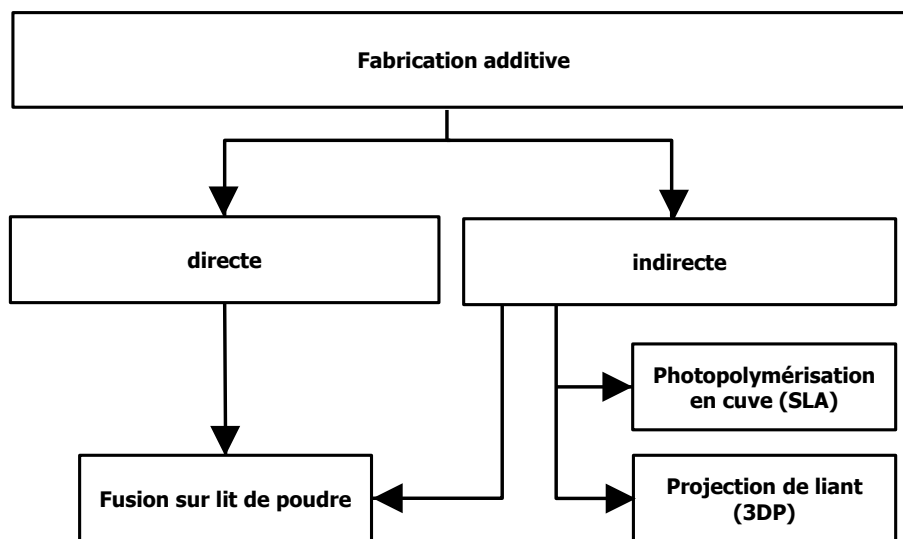 Fabrication additive
directe
indirecte
Photopolymérisation
en cuve (SLA)
Fusion sur lit de poudre
Projection de liant
(3DP)